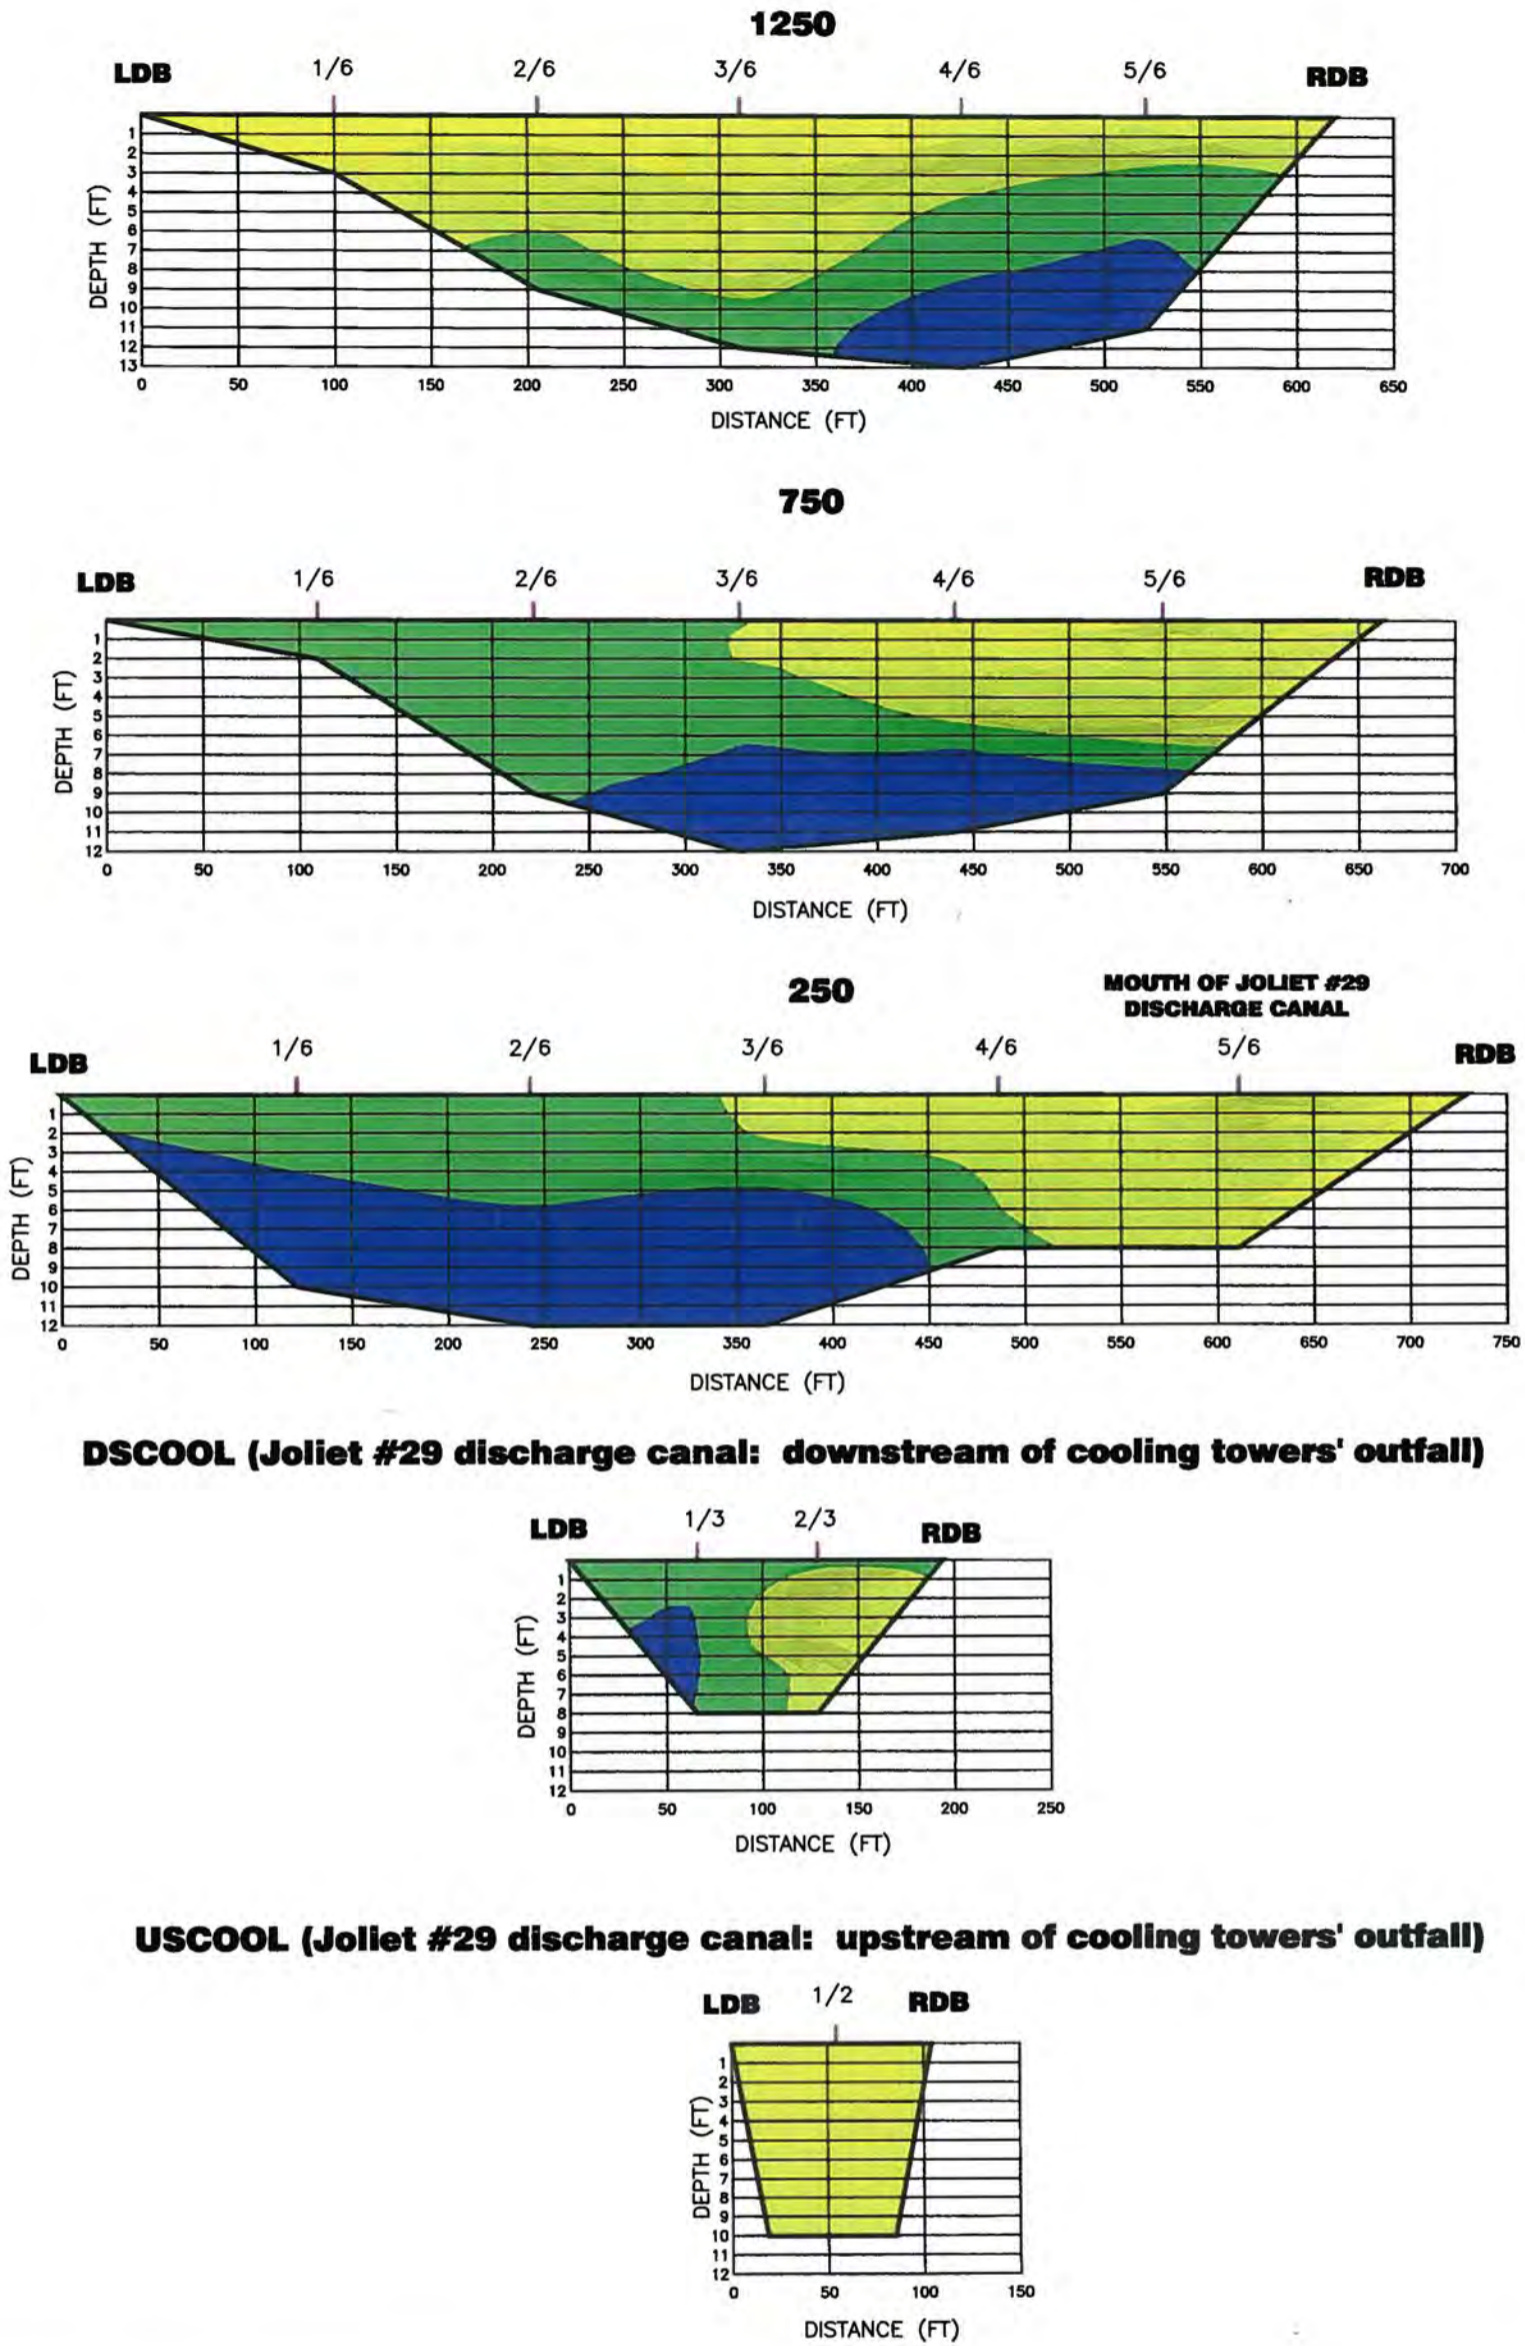 1250
LDB 1/6 2/6 3/6 4/6 5/6 RDB
DEPTH (FT)
1
2
3
4
5
6
7
8
9
10
11
12
13
0 50 100 150 200 250 300 350 400 450 500 550 600 650
DISTANCE (FT)
750
LDB 1/6 2/6 3/6 4/6 5/6 RDB
DEPTH (FT)
1
2
3
4
5
6
7
8
9
10
11
12
0 50 100 150 200 250 300 350 400 450 500 550 600 650 700
DISTANCE (FT)
250
MOUTH OF JOLIET #29
DISCHARGE CANAL
LDB 1/6 2/6 3/6 4/6 5/6 RDB
DEPTH (FT)
1
2
3
4
5
6
7
8
9
10
11
12
0 50 100 150 200 250 300 350 400 450 500 550 600 650 700 750
DISTANCE (FT)
DSCOOL (Joliet #29 discharge canal: downstream of cooling towers' outfall)
LDB 1/3 2/3 RDB
DEPTH (FT)
1
2
3
4
5
6
7
8
9
10
11
12
0 50 100 150 200 250
DISTANCE (FT)
USCOOL (Joliet #29 discharge canal: upstream of cooling towers' outfall)
LDB 1/2 RDB
DEPTH (FT)
1
2
3
4
5
6
7
8
9
10
11
12
0 50 100 150
DISTANCE (FT)